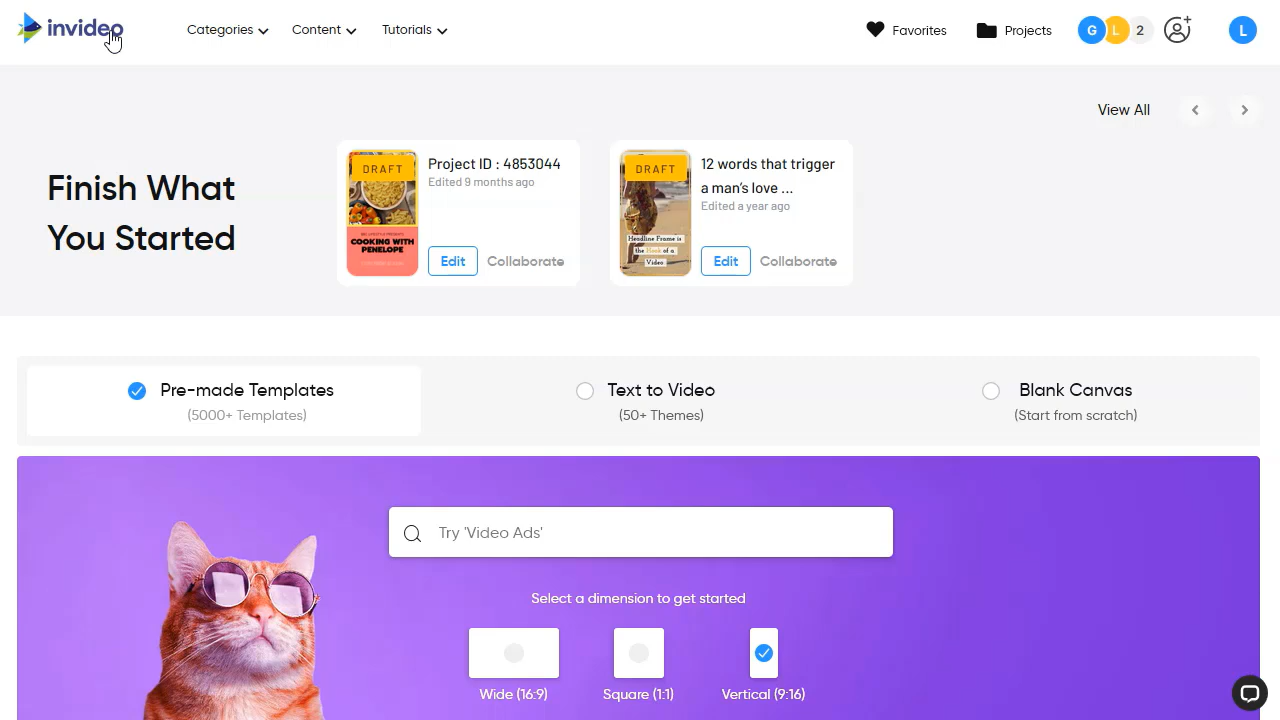 invideo
Categories
Content
Tutorials
Favorites
Projects
G
L
2
L
View All
Finish What
You Started
DRAFT
COOKING WITH
PENELOPE
Project ID : 4853044
Edited 9 months ago
Edit
Collaborate
DRAFT
Headline Frame is
the Hook of a
Video
12 words that trigger
a man's love ...
Edited a year ago
Edit
Collaborate
Pre-made Templates
(5000+ Templates)
Text to Video
(50+ Themes)
Blank Canvas
(Start from scratch)
Try 'Video Ads'
Select a dimension to get started
Wide (16:9)
Square (1:1)
Vertical (9:16)